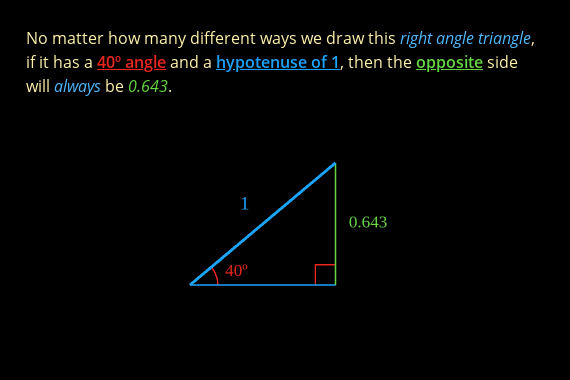 No matter how many different ways we draw this right angle triangle,
if it has a 40º angle and a hypotenuse of 1, then the opposite side
will always be 0.643.
1
0.643
40º